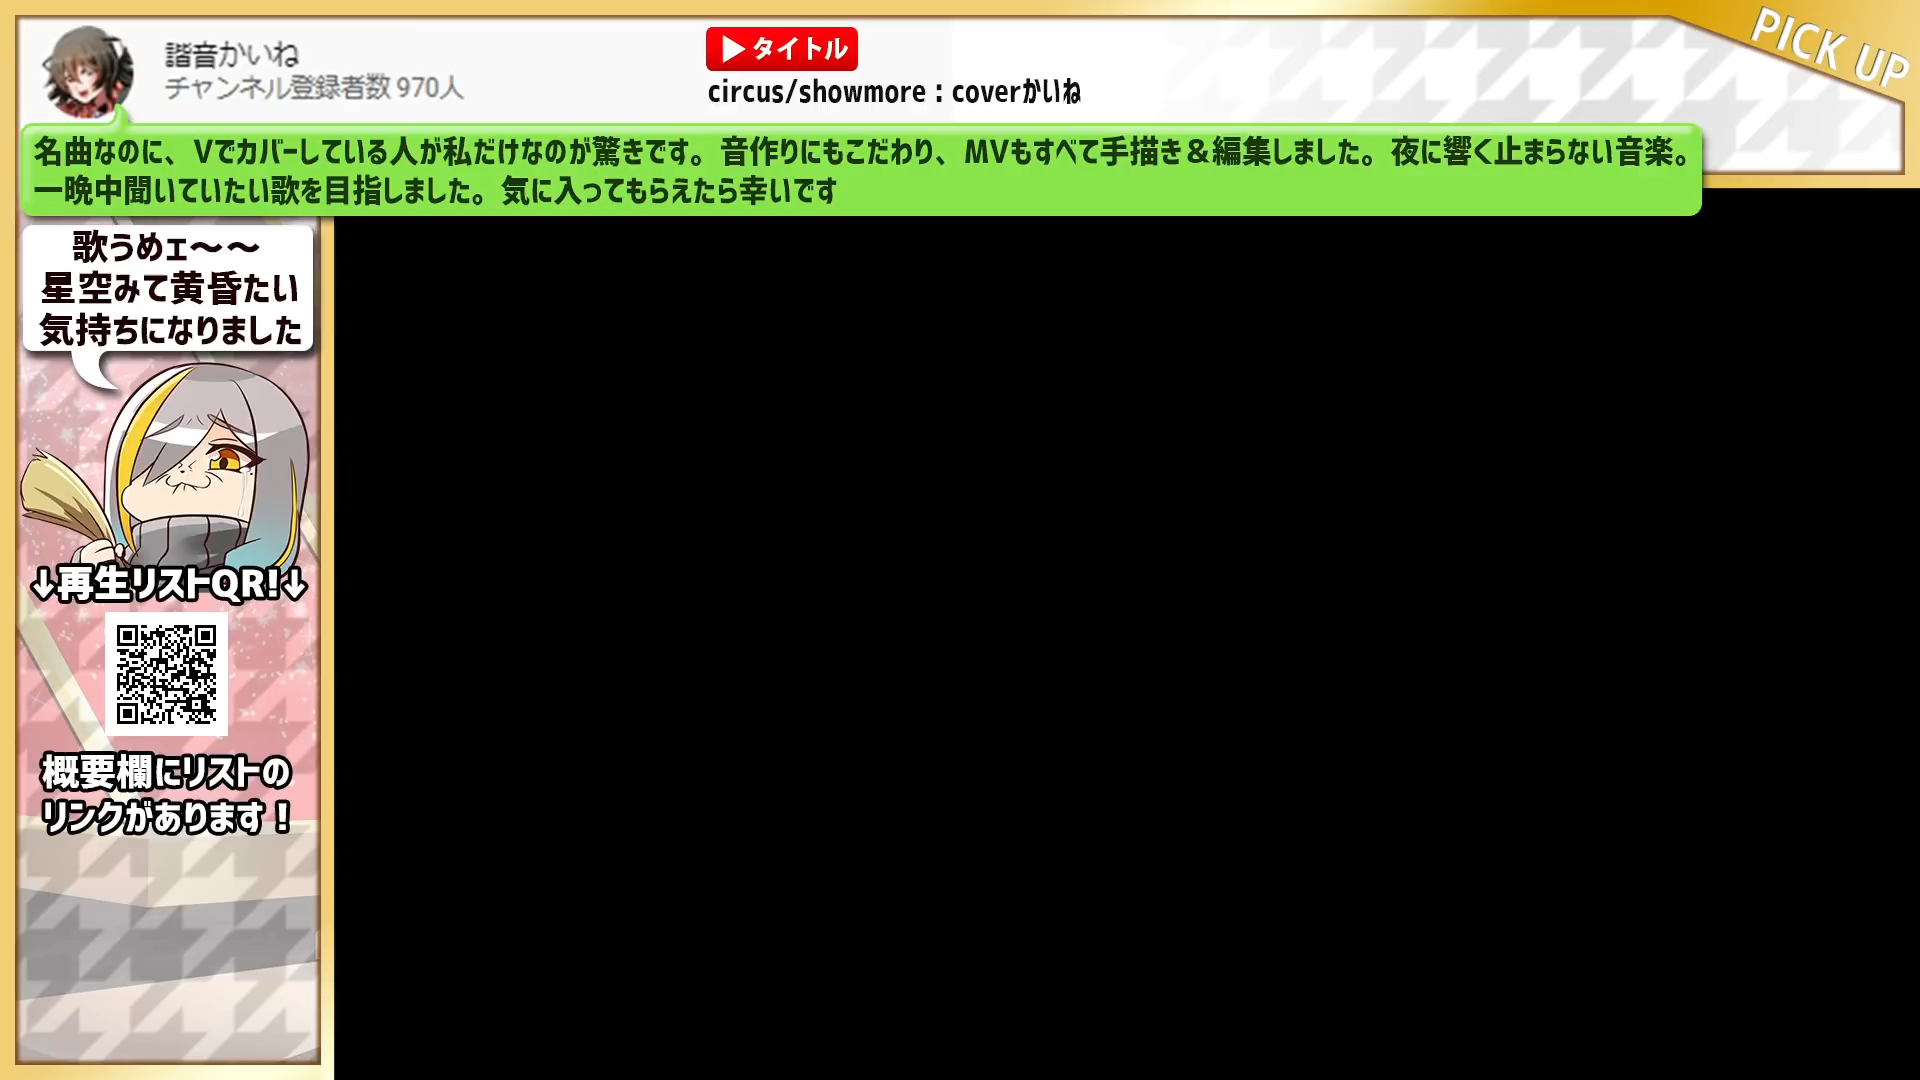 PICK UP
諧音かいね
チャンネル登録者数 970人
▶タイトル
circus/showmore：coverかいね
名曲なのに、Vでカバーしている人が私だけなのが驚きです。音作りにもこだわり、MVもすべて手描き＆編集しました。夜に響く止まらない音楽。
一晩中聞いていたい歌を目指しました。気に入ってもらえたら幸いです
歌うめェ〜〜
星空みて黄昏たい
気持ちになりました
↓再生リストQR!↓
概要欄にリストの
リンクがあります！